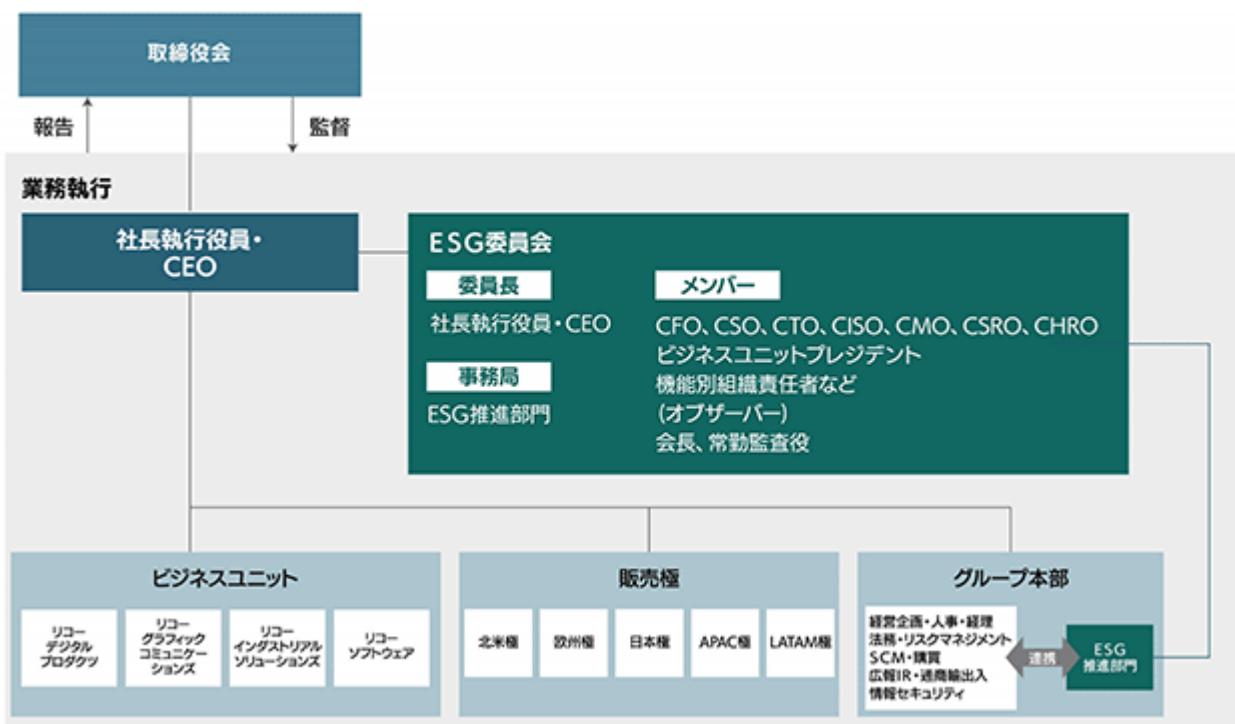 取締役会
報告
監督
業務執行
社長執行役員・
CEO
ESG委員会
委員長
社長執行役員・CEO
事務局
ESG推進部門
メンバー
CFO、CSO、CTO、CISO、CMO、CSRO、CHRO
ビジネスユニットプレジデント
機能別組織責任者など
(オブザーバー)
会長、常勤監査役
ビジネスユニット
リコー
デジタル
プロダクツ
リコー
グラフィック
コミュニケー
ションズ
リコー
インダストリアル
ソリューションズ
リコー
ソフトウェア
販売極
北米極
欧州極
日本極
APAC極
LATAM極
グループ本部
経営企画・人事・経理
法務・リスクマネジメント
SCM・購買
広報IR・通商輸出入
情報セキュリティ
連携
ESG
推進部門